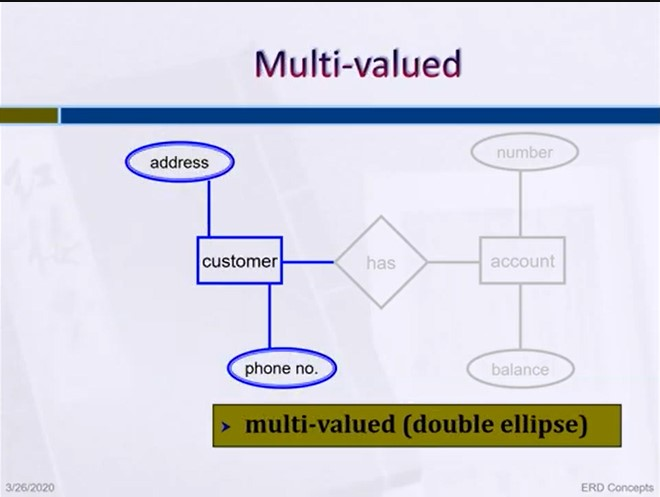 Multi-valued
address
number
customer
has
account
phone no.
balance
➤ multi-valued (double ellipse)
3/26/2020
ERD Concepts